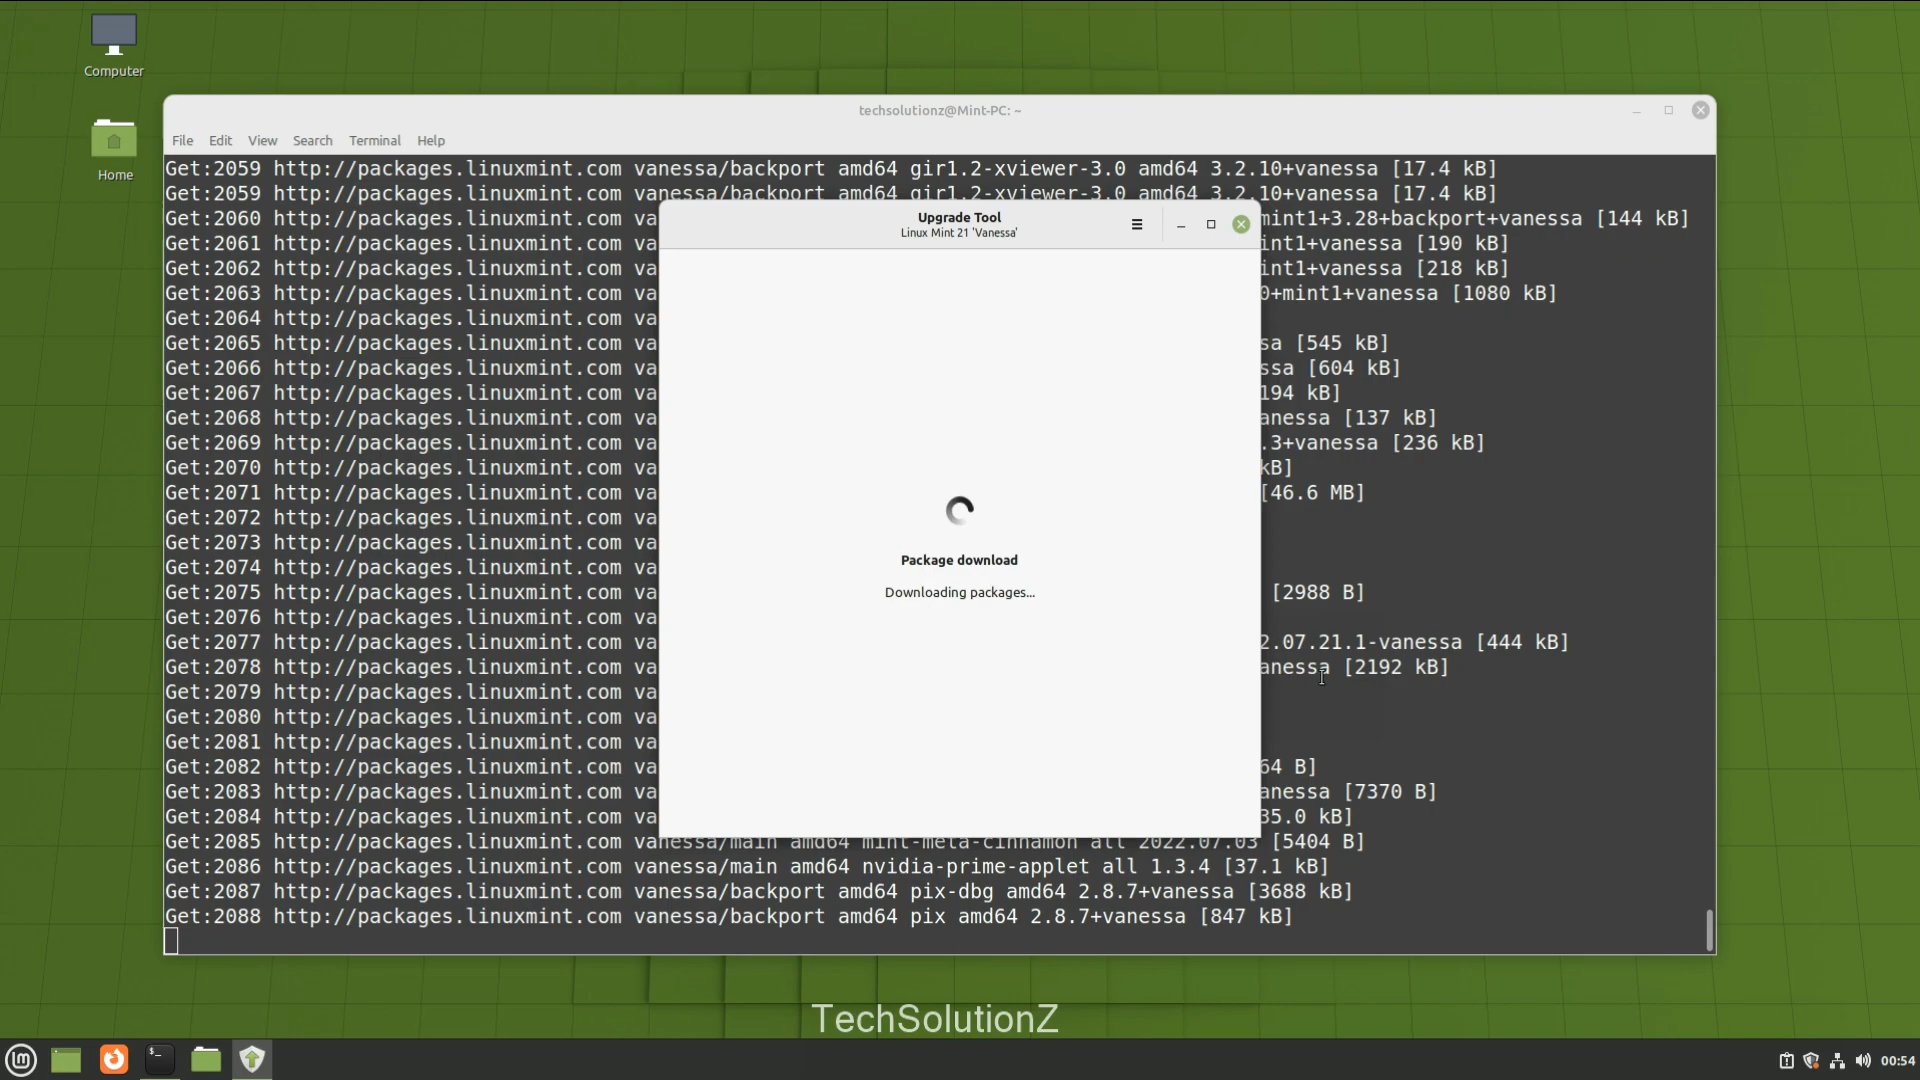 Computer
Home
techsolutionz@Mint-PC: ~
File Edit View Search Terminal Help
Get:2059 http://packages.linuxmint.com vanessa/backport amd64 gir1.2-xviewer-3.0 amd64 3.2.10+vanessa [17.4 kB]
Get:2059 http://packages.linuxmint.com vanessa/backport amd64 gir1.2-xviewer-3.0 amd64 3.2.10+vanessa [17.4 kB]
Get:2060 http://packages.linuxmint.com va mint1+3.28+backport+vanessa [144 kB]
Get:2061 http://packages.linuxmint.com va int1+vanessa [190 kB]
Get:2062 http://packages.linuxmint.com va int1+vanessa [218 kB]
Get:2063 http://packages.linuxmint.com va 0+mint1+vanessa [1080 kB]
Get:2064 http://packages.linuxmint.com va
Get:2065 http://packages.linuxmint.com va sa [545 kB]
Get:2066 http://packages.linuxmint.com va ssa [604 kB]
Get:2067 http://packages.linuxmint.com va 194 kB]
Get:2068 http://packages.linuxmint.com va anessa [137 kB]
Get:2069 http://packages.linuxmint.com va .3+vanessa [236 kB]
Get:2070 http://packages.linuxmint.com va kB]
Get:2071 http://packages.linuxmint.com va [46.6 MB]
Get:2072 http://packages.linuxmint.com va
Get:2073 http://packages.linuxmint.com va
Get:2074 http://packages.linuxmint.com va
Get:2075 http://packages.linuxmint.com va [2988 B]
Get:2076 http://packages.linuxmint.com va
Get:2077 http://packages.linuxmint.com va 2.07.21.1-vanessa [444 kB]
Get:2078 http://packages.linuxmint.com va anessa [2192 kB]
Get:2079 http://packages.linuxmint.com va
Get:2080 http://packages.linuxmint.com va
Get:2081 http://packages.linuxmint.com va
Get:2082 http://packages.linuxmint.com va 64 B]
Get:2083 http://packages.linuxmint.com va anessa [7370 B]
Get:2084 http://packages.linuxmint.com va 35.0 kB]
Get:2085 http://packages.linuxmint.com vanessa/main amd64 mint-meta-cinnamon all 2022.07.03 [5404 B]
Get:2086 http://packages.linuxmint.com vanessa/main amd64 nvidia-prime-applet all 1.3.4 [37.1 kB]
Get:2087 http://packages.linuxmint.com vanessa/backport amd64 pix-dbg amd64 2.8.7+vanessa [3688 kB]
Get:2088 http://packages.linuxmint.com vanessa/backport amd64 pix amd64 2.8.7+vanessa [847 kB]
Upgrade Tool
Linux Mint 21 'Vanessa'
Package download
Downloading packages...
TechSolutionZ
00:54